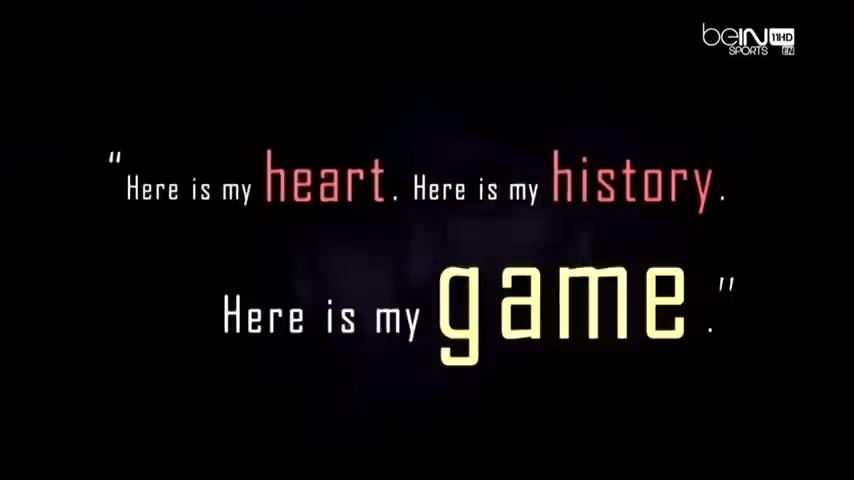 beIN 11HD
SPORTS EN
“Here is my heart. Here is my history.
Here is my game.”